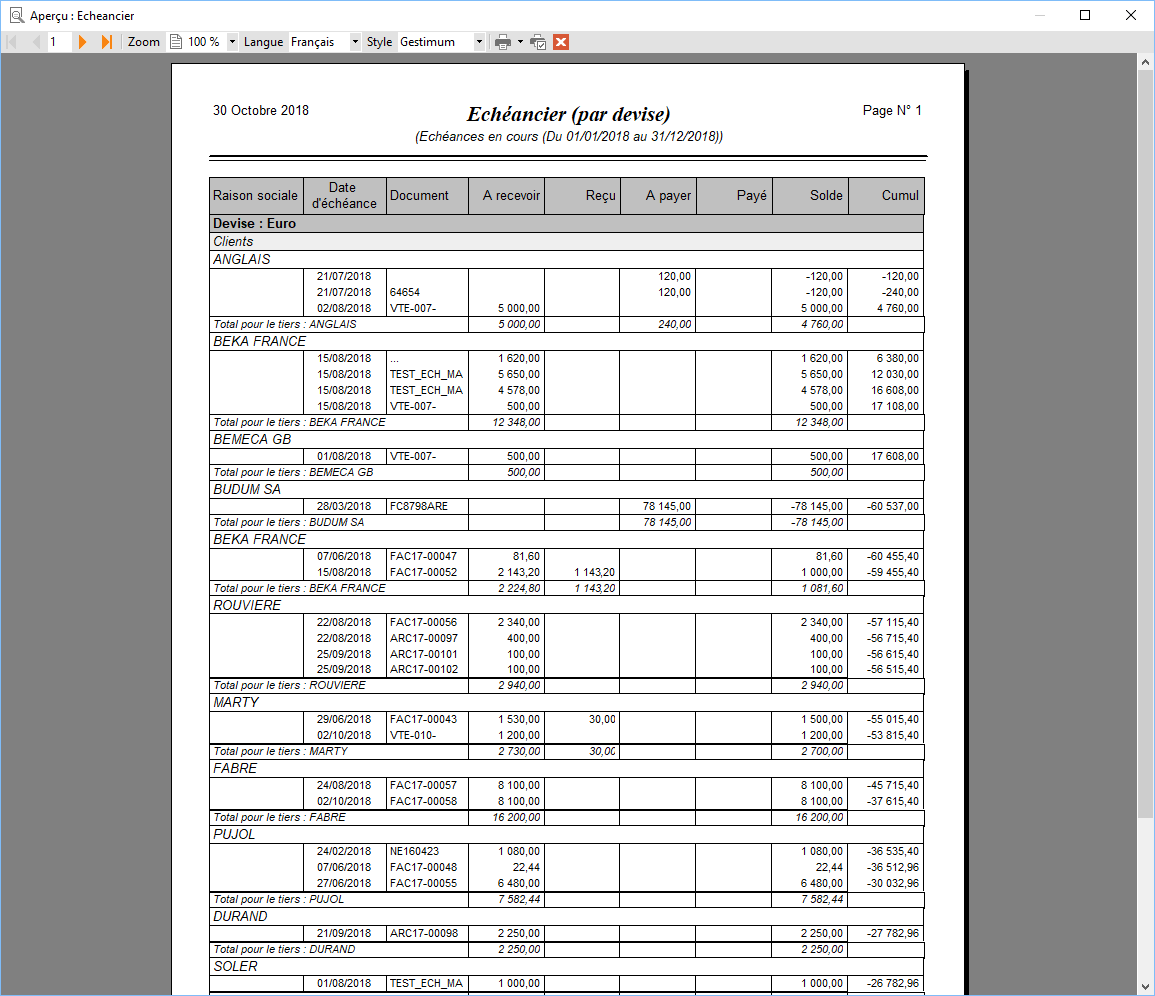 Aperçu : Echeancier
1 Zoom 100 % Langue Français Style Gestimum
30 Octobre 2018 Echéancier (par devise) Page N° 1
(Echéances en cours (Du 01/01/2018 au 31/12/2018))
Raison sociale Date d'échéance Document A recevoir Reçu A payer Payé Solde Cumul
Devise : Euro
Clients
ANGLAIS
21/07/2018 120,00 -120,00 -120,00
21/07/2018 64654 120,00 -120,00 -240,00
02/08/2018 VTE-007- 5 000,00 5 000,00 4 760,00
Total pour le tiers : ANGLAIS 5 000,00 240,00 4 760,00
BEKA FRANCE
15/08/2018 ... 1 620,00 1 620,00 6 380,00
15/08/2018 TEST_ECH_MA 5 650,00 5 650,00 12 030,00
15/08/2018 TEST_ECH_MA 4 578,00 4 578,00 16 608,00
15/08/2018 VTE-007- 500,00 500,00 17 108,00
Total pour le tiers : BEKA FRANCE 12 348,00 12 348,00
BEMECA GB
01/08/2018 VTE-007- 500,00 500,00 17 608,00
Total pour le tiers : BEMECA GB 500,00 500,00
BUDUM SA
28/03/2018 FC8798ARE 78 145,00 -78 145,00 -60 537,00
Total pour le tiers : BUDUM SA 78 145,00 -78 145,00
BEKA FRANCE
07/06/2018 FAC17-00047 81,60 81,60 -60 455,40
15/08/2018 FAC17-00052 2 143,20 1 143,20 1 000,00 -59 455,40
Total pour le tiers : BEKA FRANCE 2 224,80 1 143,20 1 081,60
ROUVIERE
22/08/2018 FAC17-00056 2 340,00 2 340,00 -57 115,40
22/08/2018 ARC17-00097 400,00 400,00 -56 715,40
25/09/2018 ARC17-00101 100,00 100,00 -56 615,40
25/09/2018 ARC17-00102 100,00 100,00 -56 515,40
Total pour le tiers : ROUVIERE 2 940,00 2 940,00
MARTY
29/06/2018 FAC17-00043 1 530,00 30,00 1 500,00 -55 015,40
02/10/2018 VTE-010- 1 200,00 1 200,00 -53 815,40
Total pour le tiers : MARTY 2 730,00 30,00 2 700,00
FABRE
24/08/2018 FAC17-00057 8 100,00 8 100,00 -45 715,40
02/10/2018 FAC17-00058 8 100,00 8 100,00 -37 615,40
Total pour le tiers : FABRE 16 200,00 16 200,00
PUJOL
24/02/2018 NE160423 1 080,00 1 080,00 -36 535,40
07/06/2018 FAC17-00048 22,44 22,44 -36 512,96
27/06/2018 FAC17-00055 6 480,00 6 480,00 -30 032,96
Total pour le tiers : PUJOL 7 582,44 7 582,44
DURAND
21/09/2018 ARC17-00098 2 250,00 2 250,00 -27 782,96
Total pour le tiers : DURAND 2 250,00 2 250,00
SOLER
01/08/2018 TEST_ECH_MA 1 000,00 1 000,00 -26 782,96